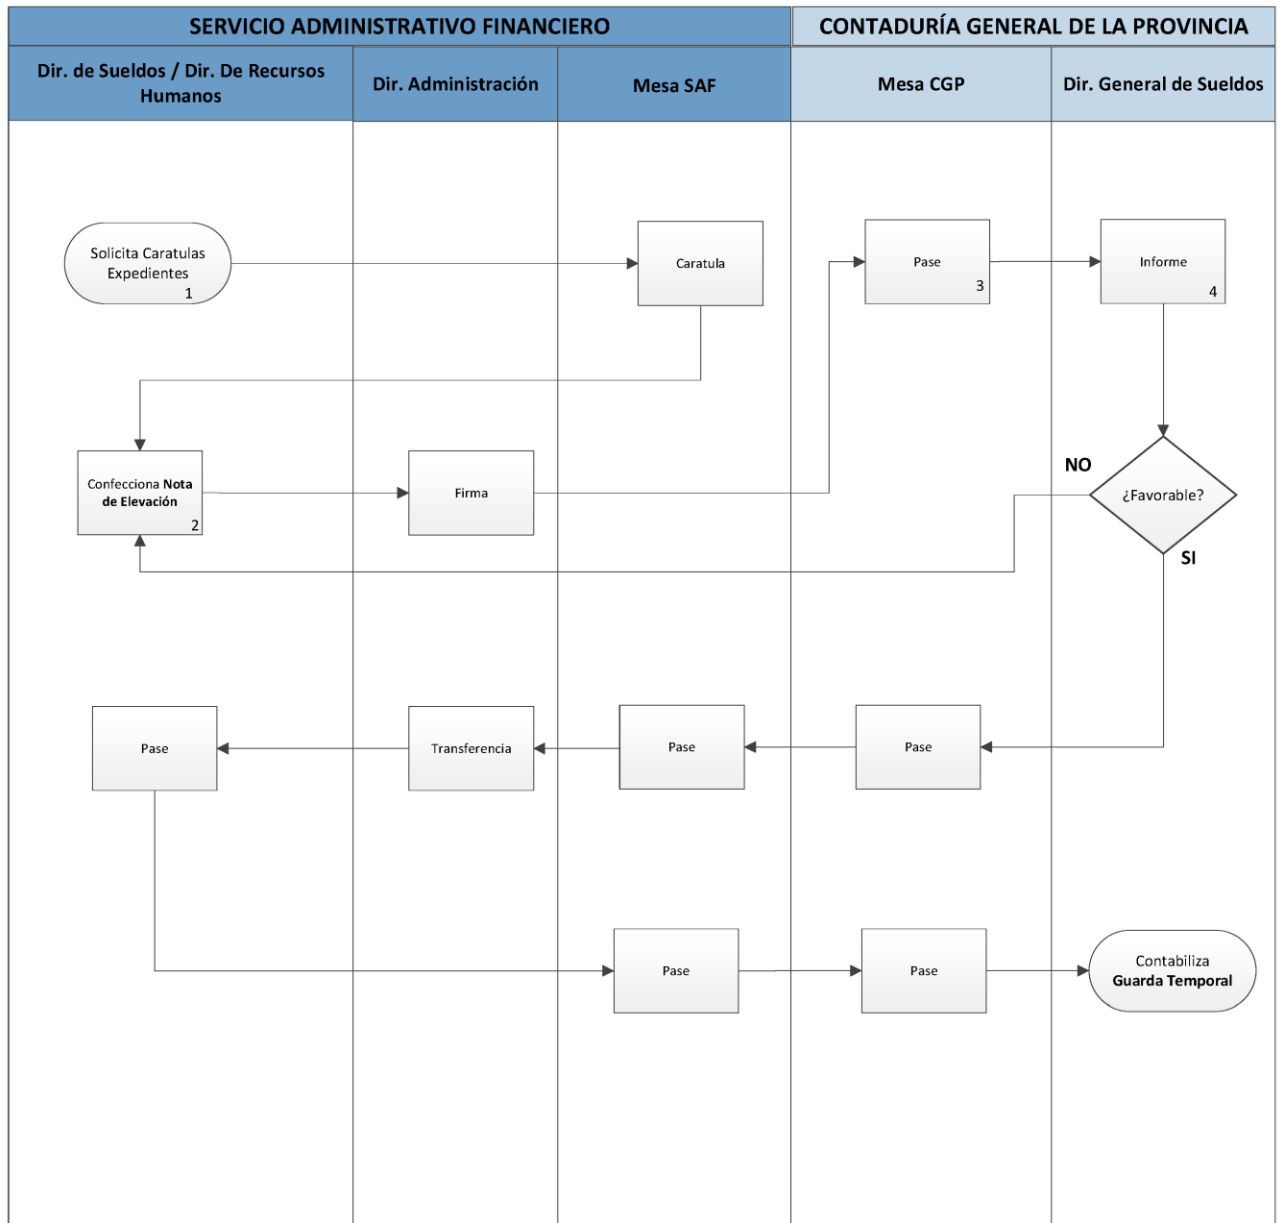 SERVICIO ADMINISTRATIVO FINANCIERO
CONTADURÍA GENERAL DE LA PROVINCIA
Dir. de Sueldos / Dir. De Recursos
Humanos
Dir. Administración
Mesa SAF
Mesa CGP
Dir. General de Sueldos
Solicita Caratulas
Expedientes
1
Caratula
Pase
3
Informe
4
Confecciona Nota
de Elevación
2
Firma
NO
¿Favorable?
SI
Pase
Transferencia
Pase
Pase
Pase
Pase
Contabiliza
Guarda Temporal